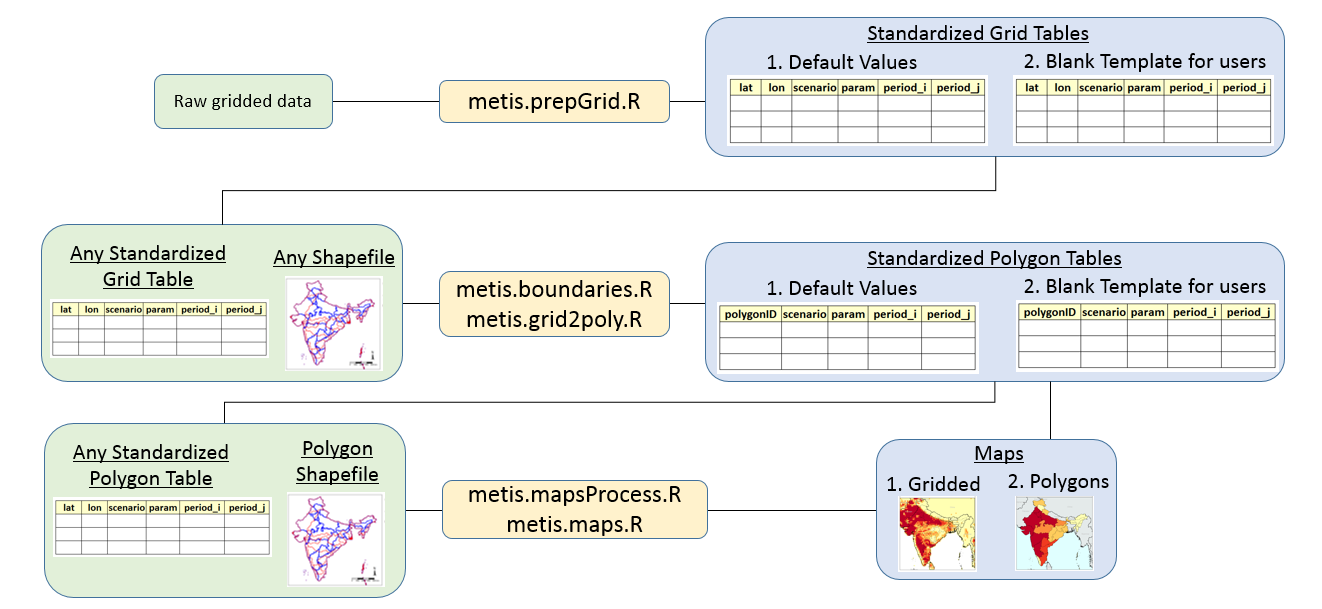 Raw gridded data
metis.prepGrid.R
Standardized Grid Tables
1. Default Values
lat lon scenario param period_i period_j
2. Blank Template for users
lat lon scenario param period_i period_j
Any Standardized
Grid Table
lat lon scenario param period_i period_j
Any Shapefile
metis.boundaries.R
metis.grid2poly.R
Standardized Polygon Tables
1. Default Values
polygonID scenario param period_i period_j
2. Blank Template for users
polygonID scenario param period_i period_j
Any Standardized
Polygon Table
lat lon scenario param period_i period_j
Polygon
Shapefile
metis.mapsProcess.R
metis.maps.R
Maps
1. Gridded
2. Polygons